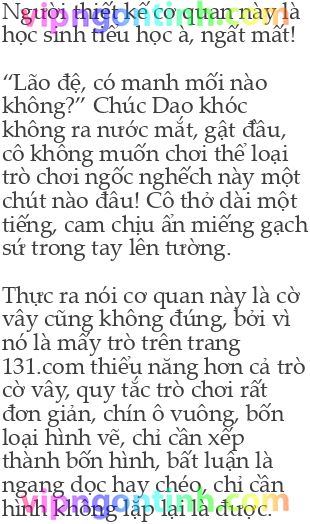 Người thiết kế cơ quan này là
học sinh tiểu học à, ngất mất!
“Lão đệ, có manh mối nào
không?” Chúc Dao khóc
không ra nước mắt, gật đầu,
cô không muốn chơi thể loại
trò chơi ngốc nghếch này một
chút nào đâu! Cô thở dài một
tiếng, cam chịu ẩn miếng gạch
sứ trong tay lên tường.
Thực ra nói cơ quan này là cờ
vây cũng không đúng, bởi vì
nó là mấy trò trên trang
131.com thiểu năng hơn cả trò
cờ vây, quy tắc trò chơi rất
đơn giản, chín ô vuông, bốn
loại hình vẽ, chỉ cần xếp
thành bốn hình, bất luận là
ngang dọc hay chéo, chỉ cần
hình không lặp lại là được.
vipngontinh.com
vipngontinh.com